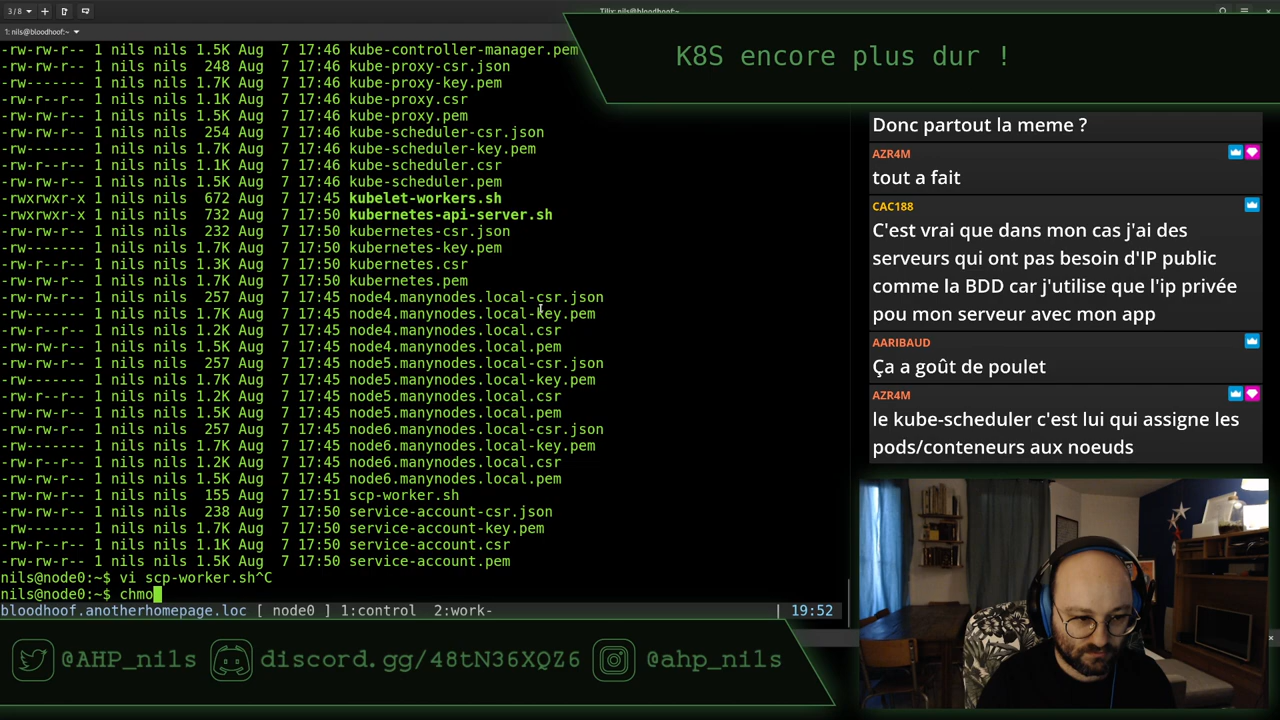 3/8
Tilix: nils@bloodhoof:~
1: nils@bloodhoof:~
K8S encore plus dur !
-rw-rw-r-- 1 nils nils 1.5K Aug 7 17:46 kube-controller-manager.pem
-rw-rw-r-- 1 nils nils 248 Aug 7 17:46 kube-proxy-csr.json
-rw------- 1 nils nils 1.7K Aug 7 17:46 kube-proxy-key.pem
-rw-r--r-- 1 nils nils 1.1K Aug 7 17:46 kube-proxy.csr
-rw-rw-r-- 1 nils nils 1.5K Aug 7 17:46 kube-proxy.pem
-rw-rw-r-- 1 nils nils 254 Aug 7 17:46 kube-scheduler-csr.json
-rw------- 1 nils nils 1.7K Aug 7 17:46 kube-scheduler-key.pem
-rw-r--r-- 1 nils nils 1.1K Aug 7 17:46 kube-scheduler.csr
-rw-rw-r-- 1 nils nils 1.5K Aug 7 17:46 kube-scheduler.pem
-rwxrwxr-x 1 nils nils 672 Aug 7 17:45 kubelet-workers.sh
-rwxrwxr-x 1 nils nils 732 Aug 7 17:50 kubernetes-api-server.sh
-rw-rw-r-- 1 nils nils 232 Aug 7 17:50 kubernetes-csr.json
-rw------- 1 nils nils 1.7K Aug 7 17:50 kubernetes-key.pem
-rw-r--r-- 1 nils nils 1.3K Aug 7 17:50 kubernetes.csr
-rw-rw-r-- 1 nils nils 1.7K Aug 7 17:50 kubernetes.pem
-rw-rw-r-- 1 nils nils 257 Aug 7 17:45 node4.manynodes.local-csr.json
-rw------- 1 nils nils 1.7K Aug 7 17:45 node4.manynodes.local-key.pem
-rw-r--r-- 1 nils nils 1.2K Aug 7 17:45 node4.manynodes.local.csr
-rw-rw-r-- 1 nils nils 1.5K Aug 7 17:45 node4.manynodes.local.pem
-rw-rw-r-- 1 nils nils 257 Aug 7 17:45 node5.manynodes.local-csr.json
-rw------- 1 nils nils 1.7K Aug 7 17:45 node5.manynodes.local-key.pem
-rw-r--r-- 1 nils nils 1.2K Aug 7 17:45 node5.manynodes.local.csr
-rw-rw-r-- 1 nils nils 1.5K Aug 7 17:45 node5.manynodes.local.pem
-rw-rw-r-- 1 nils nils 257 Aug 7 17:45 node6.manynodes.local-csr.json
-rw------- 1 nils nils 1.7K Aug 7 17:45 node6.manynodes.local-key.pem
-rw-r--r-- 1 nils nils 1.2K Aug 7 17:45 node6.manynodes.local.csr
-rw-rw-r-- 1 nils nils 1.5K Aug 7 17:45 node6.manynodes.local.pem
-rw-rw-r-- 1 nils nils 155 Aug 7 17:51 scp-worker.sh
-rw-rw-r-- 1 nils nils 238 Aug 7 17:50 service-account-csr.json
-rw------- 1 nils nils 1.7K Aug 7 17:50 service-account-key.pem
-rw-r--r-- 1 nils nils 1.1K Aug 7 17:50 service-account.csr
-rw-rw-r-- 1 nils nils 1.5K Aug 7 17:50 service-account.pem
nils@node0:~$ vi scp-worker.sh^C
nils@node0:~$ chmo
bloodhoof.anotherhomepage.loc [ node0 ] 1:control 2:work- | 19:52
Donc partout la meme ?
AZR4M
tout a fait
CAC188
C'est vrai que dans mon cas j'ai des
serveurs qui ont pas besoin d'IP public
comme la BDD car j'utilise que l'ip privée
pou mon serveur avec mon app
AARIBAUD
Ça a goût de poulet
AZR4M
le kube-scheduler c'est lui qui assigne les
pods/conteneurs aux noeuds
@AHP_nils
discord.gg/48tN36XQZ6
@ahp_nils